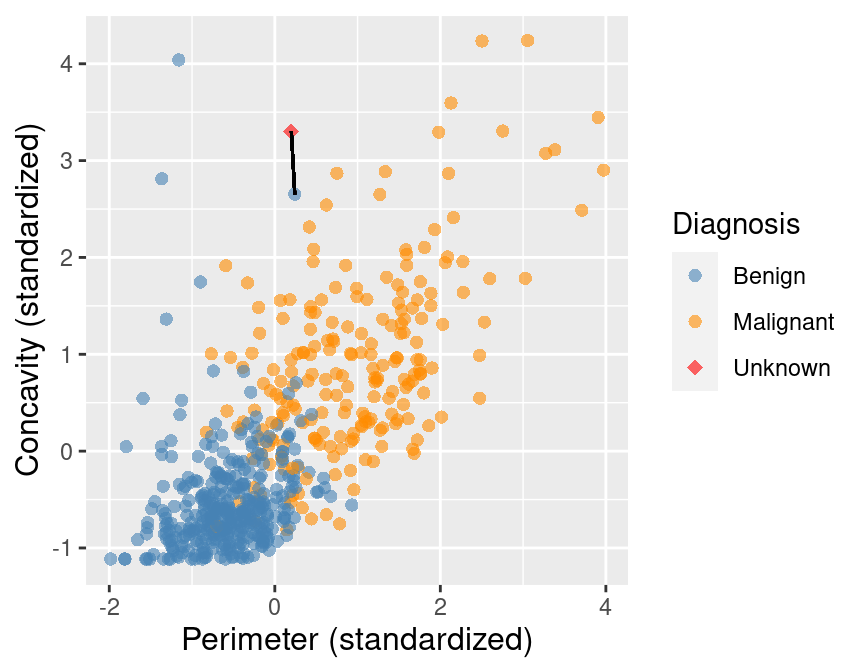 4
3
2
1
0
-1
-2
0
2
4
Perimeter (standardized)
Concavity (standardized)
Diagnosis
Benign
Malignant
Unknown